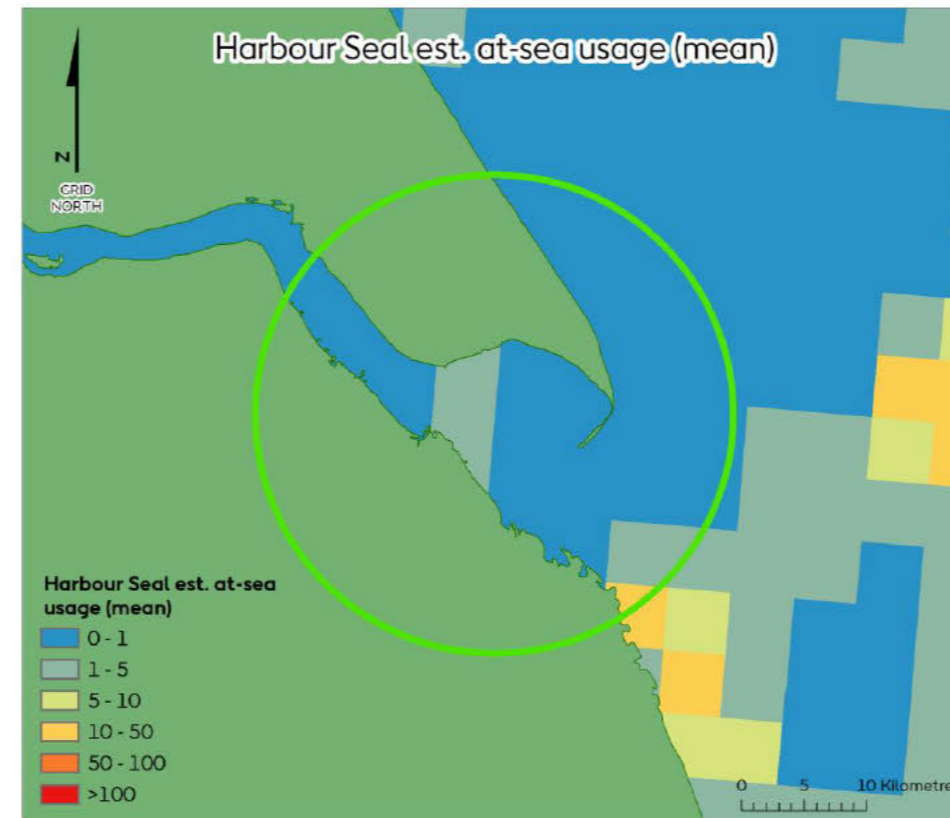 Harbour Seal est. at-sea usage (mean)
N
GRID
NORTH
Harbour Seal est. at-sea
usage (mean)
0 - 1
1 - 5
5 - 10
10 - 50
50 - 100
>100
0 5 10 Kilometre